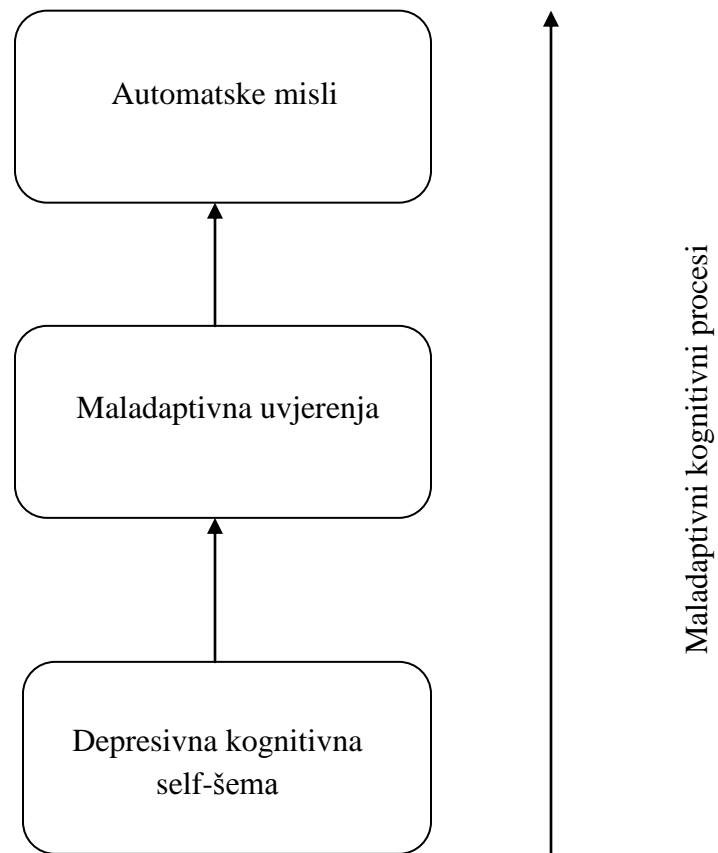 Automatske misli
Maladaptivna uvjerenja
Depresivna kognitivna
self-šema
Maladaptivni kognitivni procesi